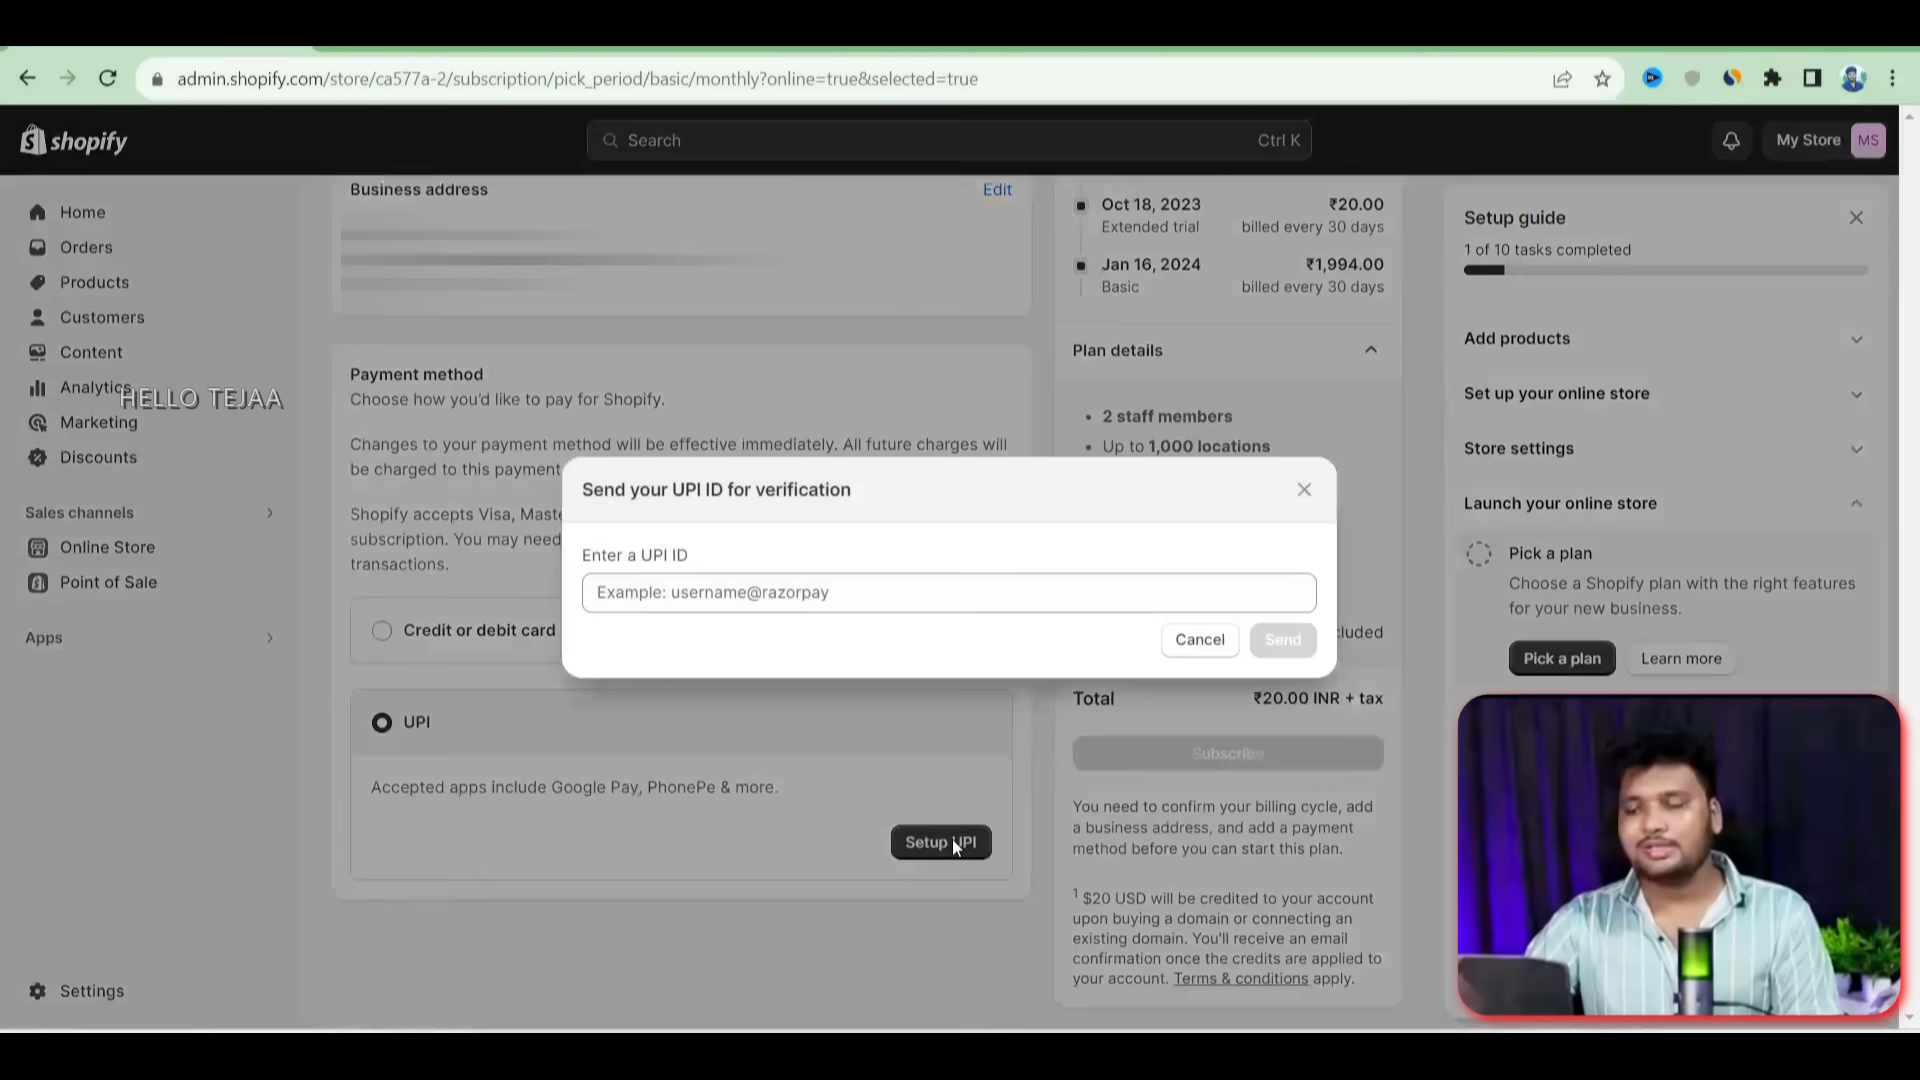 admin.shopify.com/store/ca577a-2/subscription/pick_period/basic/monthly?online=true&selected=true
shopify
Search
Ctrl K
My Store
MS
Home
Orders
Products
Customers
Content
Analytics
HELLO TEJAA
Marketing
Discounts
Sales channels
Online Store
Point of Sale
Apps
Settings
Business address
Edit
Payment method
Choose how you'd like to pay for Shopify.
Changes to your payment method will be effective immediately. All future charges will
be charged to this payment
Shopify accepts Visa,
subscription. You may need
transactions.
Credit or debit card
UPI
Accepted apps include Google Pay, PhonePe & more.
Setup UPI
Send your UPI ID for verification
Enter a UPI ID
Example: username@razorpay
Cancel
Send
Oct 18, 2023
₹20.00
Extended trial
billed every 30 days
Jan 16, 2024
₹1,994.00
Basic
billed every 30 days
Plan details
• 2 staff members
• Up to 1,000 locations
Total
₹20.00 INR + tax
Subscribe
You need to confirm your billing cycle, add
a business address, and add a payment
method before you can start this plan.
1 $20 USD will be credited to your account
upon buying a domain or connecting an
existing domain. You'll receive an email
confirmation once the credits are applied to
your account. Terms & conditions apply.
Setup guide
1 of 10 tasks completed
Add products
Set up your online store
Store settings
Launch your online store
Pick a plan
Choose a Shopify plan with the right features
for your new business.
Pick a plan
Learn more